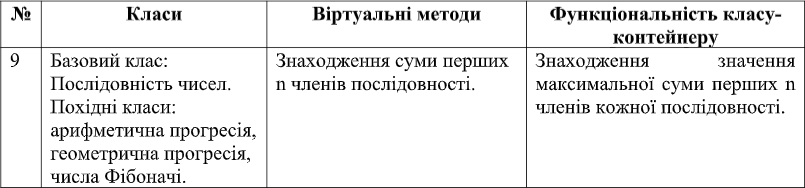 № Класи Віртуальні методи Функціональність класу-
контейнеру
9 Базовий клас: Знаходження суми перших Знаходження значення
Послідовність чисел. n членів послідовності. максимальної суми перших n
Похідні класи: членів кожної послідовності.
арифметична прогресія,
геометрична прогресія,
числа Фібоначі.